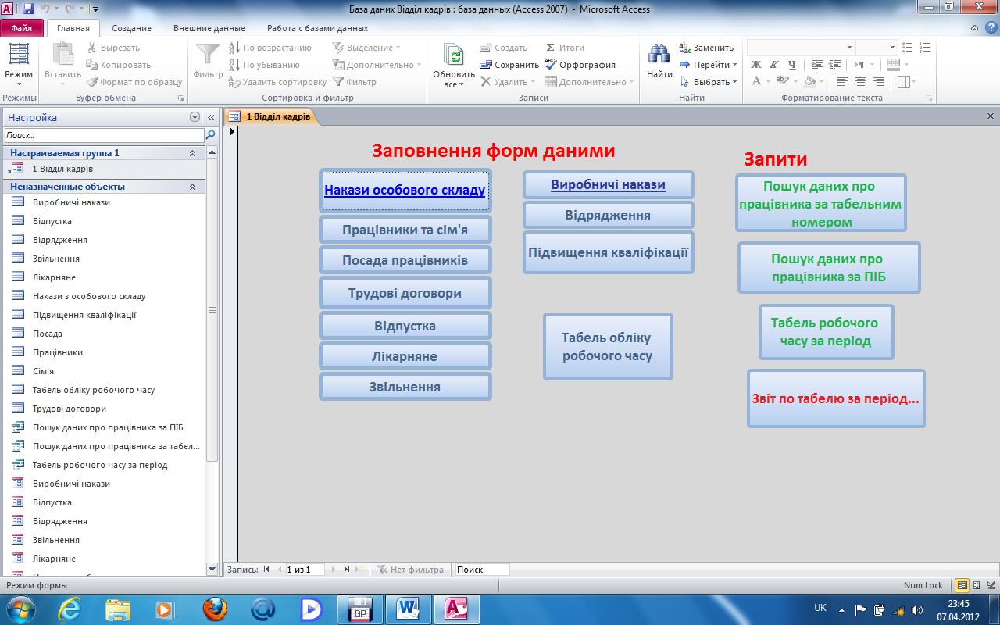 База даних Відділ кадрів : база данных (Access 2007) - Microsoft Access
Файл
Главная
Создание
Внешние данные
Работа с базами данных
Режим
Режимы
Вставить
Вырезать
Копировать
Формат по образцу
Буфер обмена
Фильтр
По возрастанию
По убыванию
Удалить сортировку
Выделение
Дополнительно
Фильтр
Сортировка и фильтр
Обновить
все
Создать
Сохранить
Удалить
Итоги
Орфография
Дополнительно
Записи
Найти
Заменить
Перейти
Выбрать
Найти
Ж К Ч
А
Форматирование текста
Настройка
Поиск...
Настраиваемая группа 1
1 Відділ кадрів
Неназначенные объекты
Виробничі накази
Відпустка
Відрядження
Звільнення
Лікарняне
Накази з особового складу
Підвищення кваліфікації
Посада
Працівники
Сім'я
Табель обліку робочого часу
Трудові договори
Пошук даних про працівника за ПІБ
Пошук даних про працівника за табел...
Табель робочого часу за період
Виробничі накази
Відпустка
Відрядження
Звільнення
Лікарняне
1 Відділ кадрів
Заповнення форм даними
Накази особового складу
Працівники та сім'я
Посада працівників
Трудові договори
Відпустка
Лікарняне
Звільнення
Виробничі накази
Відрядження
Підвищення кваліфікації
Табель обліку
робочого часу
Запити
Пошук даних про
працівника за табельним
номером
Пошук даних про
працівника за ПІБ
Табель робочого
часу за період
Звіт по табелю за період...
Запись:
1 из 1
Нет фильтра
Поиск
Режим формы
Num Lock
GP
UK
23:45
07.04.2012